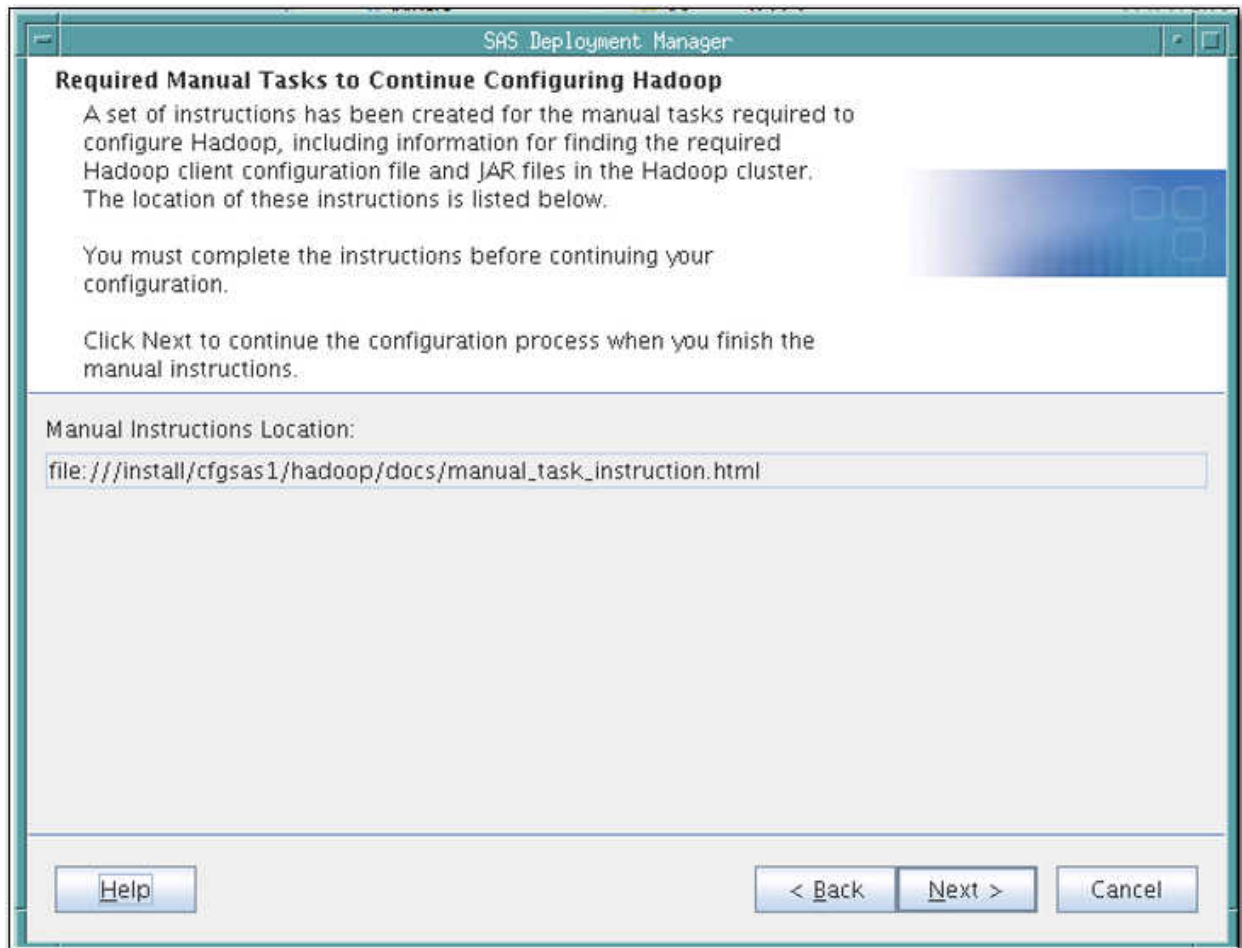 SAS Deployment Manager
Required Manual Tasks to Continue Configuring Hadoop
A set of instructions has been created for the manual tasks required to
configure Hadoop, including information for finding the required
Hadoop client configuration file and JAR files in the Hadoop cluster.
The location of these instructions is listed below.
You must complete the instructions before continuing your
configuration.
Click Next to continue the configuration process when you finish the
manual instructions.
Manual Instructions Location:
file:///install/cfgsas1/hadoop/docs/manual_task_instruction.html
Help
< Back
Next >
Cancel